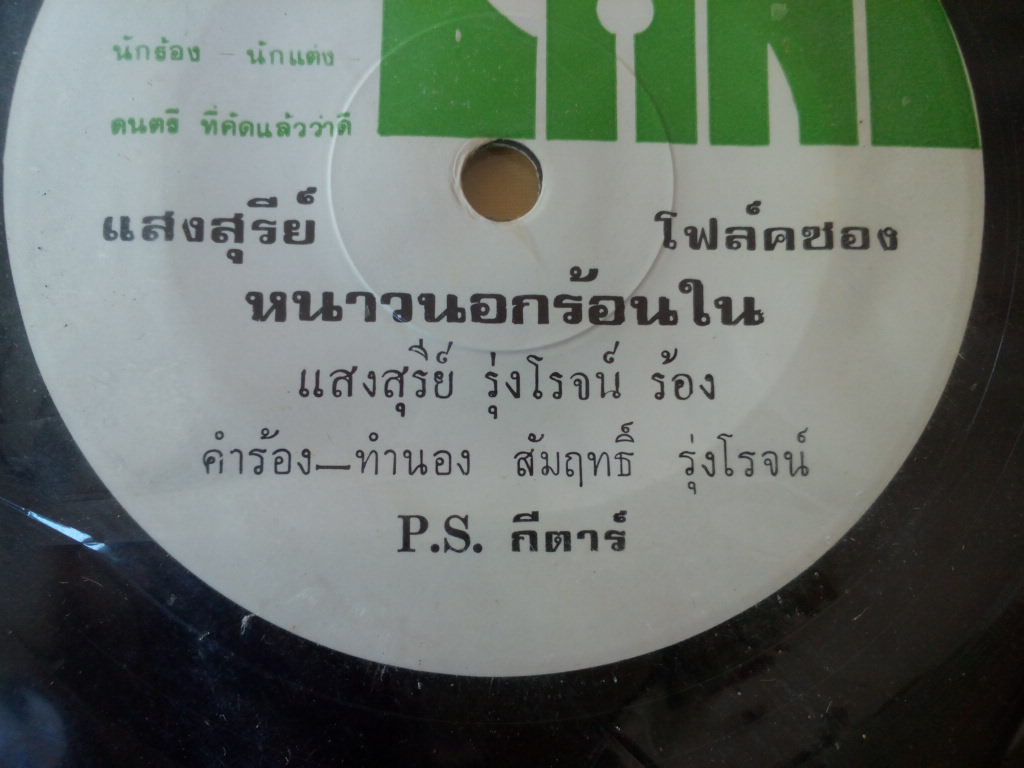 นักร้อง – นักแต่ง
ดนตรี ที่คัดแล้วว่าดี
แสงสุรีย์ โฟล์คซอง
หนาวนอกร้อนใน
แสงสุรีย์ รุ่งโรจน์ ร้อง
คำร้อง—ทำนอง สัมฤทธิ์ รุ่งโรจน์
P.S. กีตาร์